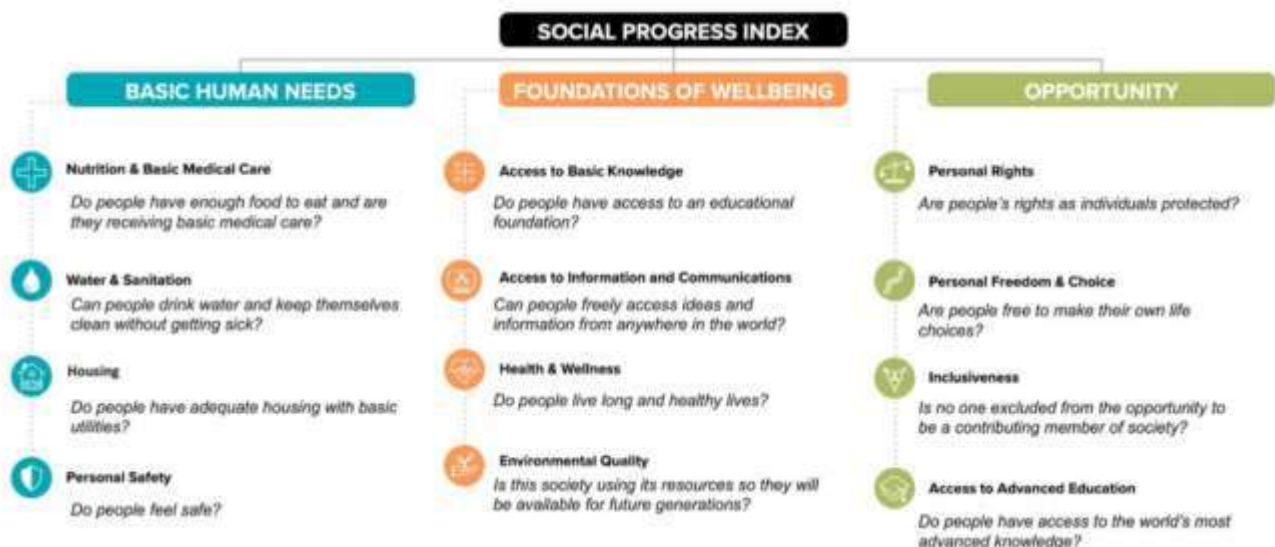 SOCIAL PROGRESS INDEX
BASIC HUMAN NEEDS
Nutrition & Basic Medical Care
Do people have enough food to eat and are
they receiving basic medical care?
Water & Sanitation
Can people drink water and keep themselves
clean without getting sick?
Housing
Do people have adequate housing with basic
utilities?
Personal Safety
Do people feel safe?
FOUNDATIONS OF WELLBEING
Access to Basic Knowledge
Do people have access to an educational
foundation?
Access to Information and Communications
Can people freely access ideas and
information from anywhere in the world?
Health & Wellness
Do people live long and healthy lives?
Environmental Quality
Is this society using its resources so they will
be available for future generations?
OPPORTUNITY
Personal Rights
Are people's rights as individuals protected?
Personal Freedom & Choice
Are people free to make their own life
choices?
Inclusiveness
Is no one excluded from the opportunity to
be a contributing member of society?
Access to Advanced Education
Do people have access to the world's most
advanced knowledge?